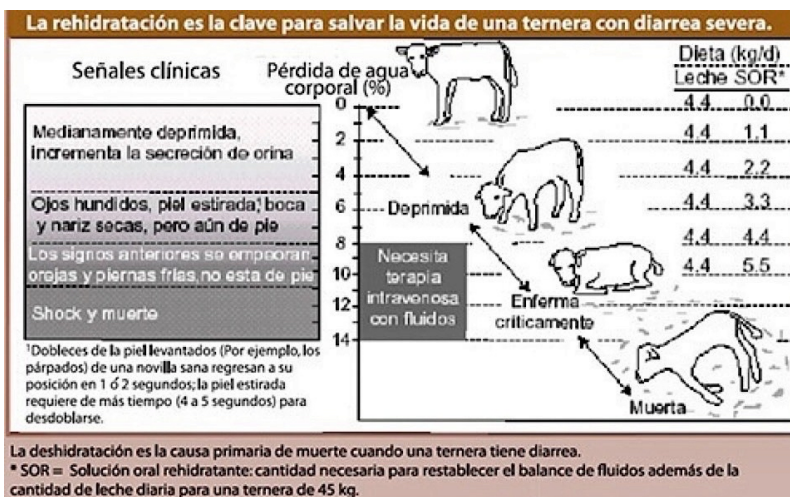 La rehidratación es la clave para salvar la vida de una ternera con diarrea severa.
Señales clínicas
Pérdida de agua
corporal (%)
Dieta (kg/d)
Leche SOR*
0
2
4
6
8
10
12
14
4.4 0.0
4.4 1.1
4.4 2.2
4.4 3.3
4.4 4.4
4.4 5.5
Medianamente deprimida,
incrementa la secreción de orina
Ojos hundidos, piel estirada,¹ boca
y nariz secas, pero aún de pie
Los signos anteriores se empeoran,
orejas y piernas frías, no esta de pie
Shock y muerte
Deprimida
Necesita
terapia
intravenosa
con fluidos
Enferma
criticamente
Muerta
¹Dobleces de la piel levantados (Por ejemplo, los
párpados) de una novilla sana regresan a su
posición en 1 ó 2 segundos; la piel estirada
requiere de más tiempo (4 a 5 segundos) para
desdoblarse.
La deshidratación es la causa primaria de muerte cuando una ternera tiene diarrea.
* SOR = Solución oral rehidratante: cantidad necesaria para restablecer el balance de fluidos además de la
cantidad de leche diaria para una ternera de 45 kg.